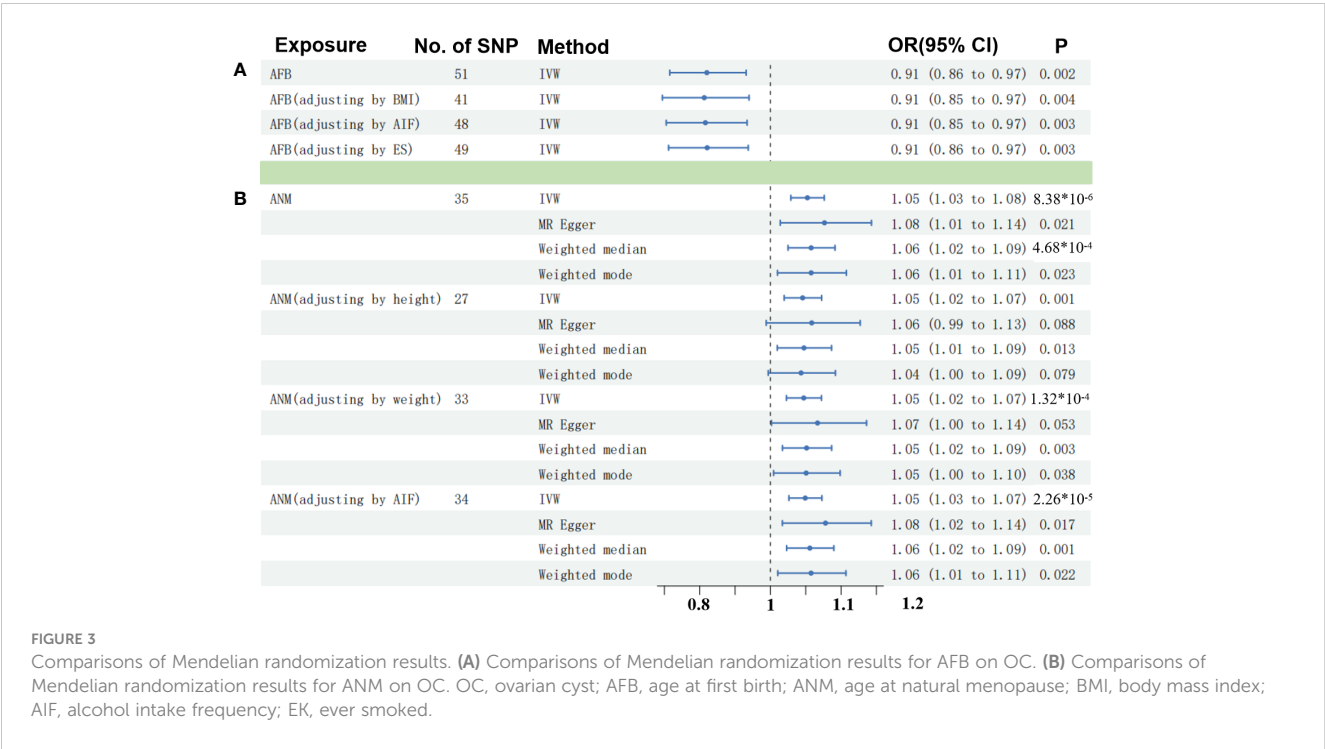 Exposure No. of SNP Method OR(95% CI) P
A AFB 51 IVW 0.91 (0.86 to 0.97) 0.002
AFB(adjusting by BMI) 41 IVW 0.91 (0.85 to 0.97) 0.004
AFB(adjusting by AIF) 48 IVW 0.91 (0.85 to 0.97) 0.003
AFB(adjusting by ES) 49 IVW 0.91 (0.86 to 0.97) 0.003
B ANM 35 IVW 1.05 (1.03 to 1.08) 8.38*10-6
MR Egger 1.08 (1.01 to 1.14) 0.021
Weighted median 1.06 (1.02 to 1.09) 4.68*10-4
Weighted mode 1.06 (1.01 to 1.11) 0.023
ANM(adjusting by height) 27 IVW 1.05 (1.02 to 1.07) 0.001
MR Egger 1.06 (0.99 to 1.13) 0.088
Weighted median 1.05 (1.01 to 1.09) 0.013
Weighted mode 1.04 (1.00 to 1.09) 0.079
ANM(adjusting by weight) 33 IVW 1.05 (1.02 to 1.07) 1.32*10-4
MR Egger 1.07 (1.00 to 1.14) 0.053
Weighted median 1.05 (1.02 to 1.09) 0.003
Weighted mode 1.05 (1.00 to 1.10) 0.038
ANM(adjusting by AIF) 34 IVW 1.05 (1.03 to 1.07) 2.26*10-5
MR Egger 1.08 (1.02 to 1.14) 0.017
Weighted median 1.06 (1.02 to 1.09) 0.001
Weighted mode 1.06 (1.01 to 1.11) 0.022
0.8 1 1.1 1.2
FIGURE 3
Comparisons of Mendelian randomization results. (A) Comparisons of Mendelian randomization results for AFB on OC. (B) Comparisons of
Mendelian randomization results for ANM on OC. OC, ovarian cyst; AFB, age at first birth; ANM, age at natural menopause; BMI, body mass index;
AIF, alcohol intake frequency; EK, ever smoked.